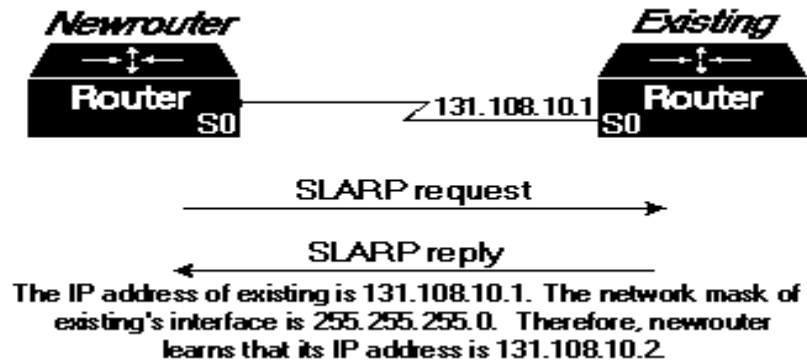 Newrouter
Existing
Router
S0
131.108.10.1
Router
S0
SLARP request
SLARP reply
The IP address of existing is 131.108.10.1. The network mask of
existing's interface is 255.255.255.0. Therefore, newrouter
learns that its IP address is 131.108.10.2.